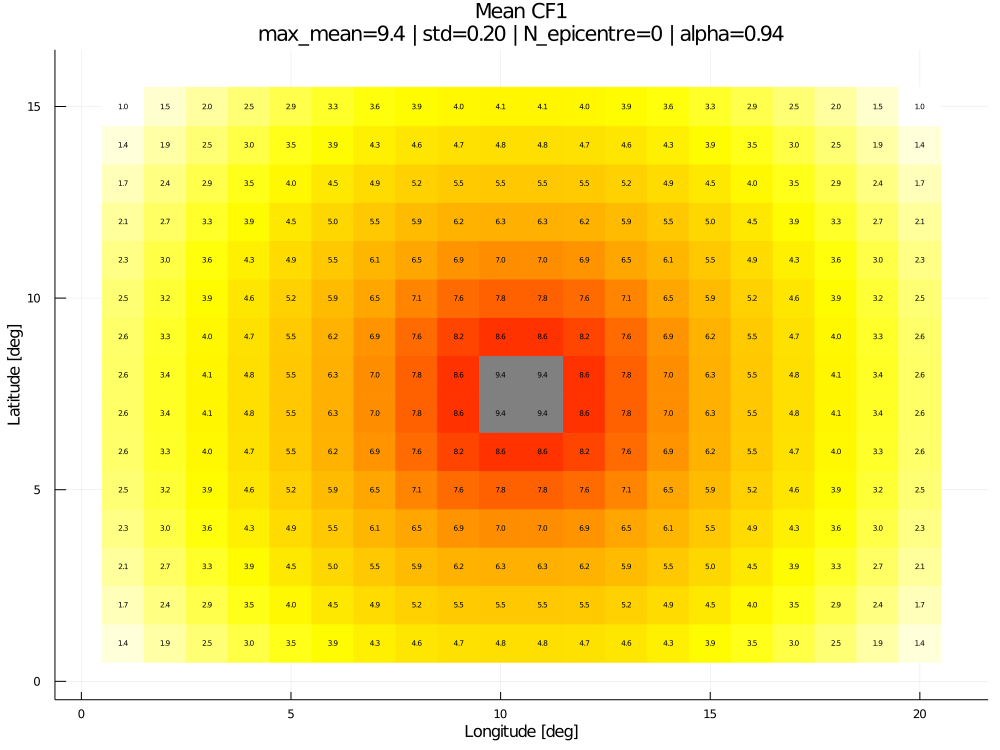 Mean CF1
max_mean=9.4 | std=0.20 | N_epicentre=0 | alpha=0.94
15 1.0 1.5 2.0 2.5 2.9 3.3 3.6 3.9 4.0 4.1 4.1 4.0 3.9 3.6 3.3 2.9 2.5 2.0 1.5 1.0
1.4 1.9 2.5 3.0 3.5 3.9 4.3 4.6 4.7 4.8 4.8 4.7 4.6 4.3 3.9 3.5 3.0 2.5 1.9 1.4
1.7 2.4 2.9 3.5 4.0 4.5 4.9 5.2 5.5 5.5 5.5 5.5 5.2 4.9 4.5 4.0 3.5 2.9 2.4 1.7
2.1 2.7 3.3 3.9 4.5 5.0 5.5 5.9 6.2 6.3 6.3 6.2 5.9 5.5 5.0 4.5 3.9 3.3 2.7 2.1
2.3 3.0 3.6 4.3 4.9 5.5 6.1 6.5 6.9 7.0 7.0 6.9 6.5 6.1 5.5 4.9 4.3 3.6 3.0 2.3
10 2.5 3.2 3.9 4.6 5.2 5.9 6.5 7.1 7.6 7.8 7.8 7.6 7.1 6.5 5.9 5.2 4.6 3.9 3.2 2.5
2.6 3.3 4.0 4.7 5.5 6.2 6.9 7.6 8.2 8.6 8.6 8.2 7.6 6.9 6.2 5.5 4.7 4.0 3.3 2.6
2.6 3.4 4.1 4.8 5.5 6.3 7.0 7.8 8.6 9.4 9.4 8.6 7.8 7.0 6.3 5.5 4.8 4.1 3.4 2.6
2.6 3.4 4.1 4.8 5.5 6.3 7.0 7.8 8.6 9.4 9.4 8.6 7.8 7.0 6.3 5.5 4.8 4.1 3.4 2.6
2.6 3.3 4.0 4.7 5.5 6.2 6.9 7.6 8.2 8.6 8.6 8.2 7.6 6.9 6.2 5.5 4.7 4.0 3.3 2.6
5 2.5 3.2 3.9 4.6 5.2 5.9 6.5 7.1 7.6 7.8 7.8 7.6 7.1 6.5 5.9 5.2 4.6 3.9 3.2 2.5
2.3 3.0 3.6 4.3 4.9 5.5 6.1 6.5 6.9 7.0 7.0 6.9 6.5 6.1 5.5 4.9 4.3 3.6 3.0 2.3
2.1 2.7 3.3 3.9 4.5 5.0 5.5 5.9 6.2 6.3 6.3 6.2 5.9 5.5 5.0 4.5 3.9 3.3 2.7 2.1
1.7 2.4 2.9 3.5 4.0 4.5 4.9 5.2 5.5 5.5 5.5 5.5 5.2 4.9 4.5 4.0 3.5 2.9 2.4 1.7
1.4 1.9 2.5 3.0 3.5 3.9 4.3 4.6 4.7 4.8 4.8 4.7 4.6 4.3 3.9 3.5 3.0 2.5 1.9 1.4
0
0 5 10 15 20
Longitude [deg]
Latitude [deg]